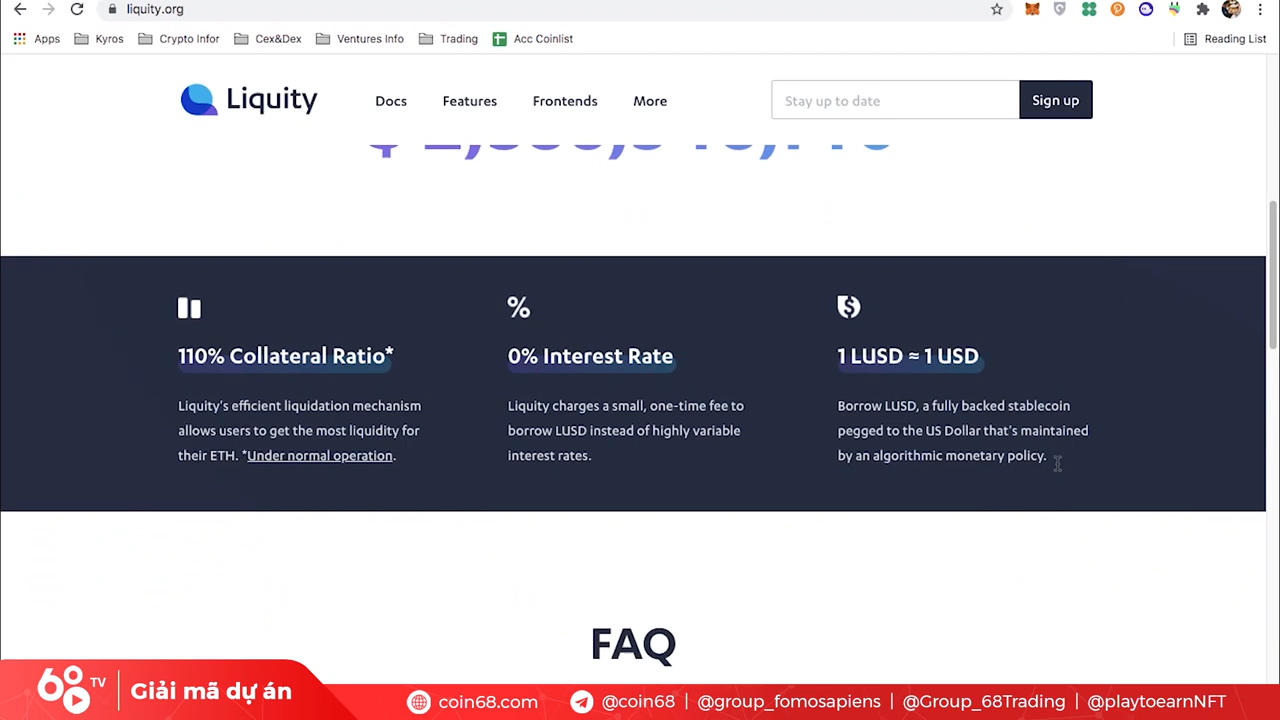 liquity.org
Apps Kyros Crypto Infor Cex&Dex Ventures Info Trading Acc Coinlist Reading List
Liquity Docs Features Frontends More Stay up to date Sign up
110% Collateral Ratio*
Liquity's efficient liquidation mechanism
allows users to get the most liquidity for
their ETH. *Under normal operation.
0% Interest Rate
Liquity charges a small, one-time fee to
borrow LUSD instead of highly variable
interest rates.
1 LUSD ≈ 1 USD
Borrow LUSD, a fully backed stablecoin
pegged to the US Dollar that's maintained
by an algorithmic monetary policy.
FAQ
68 TV Giải mã dự án coin68.com @coin68 | @group_fomosapiens | @Group_68Trading | @playtoearnNFT